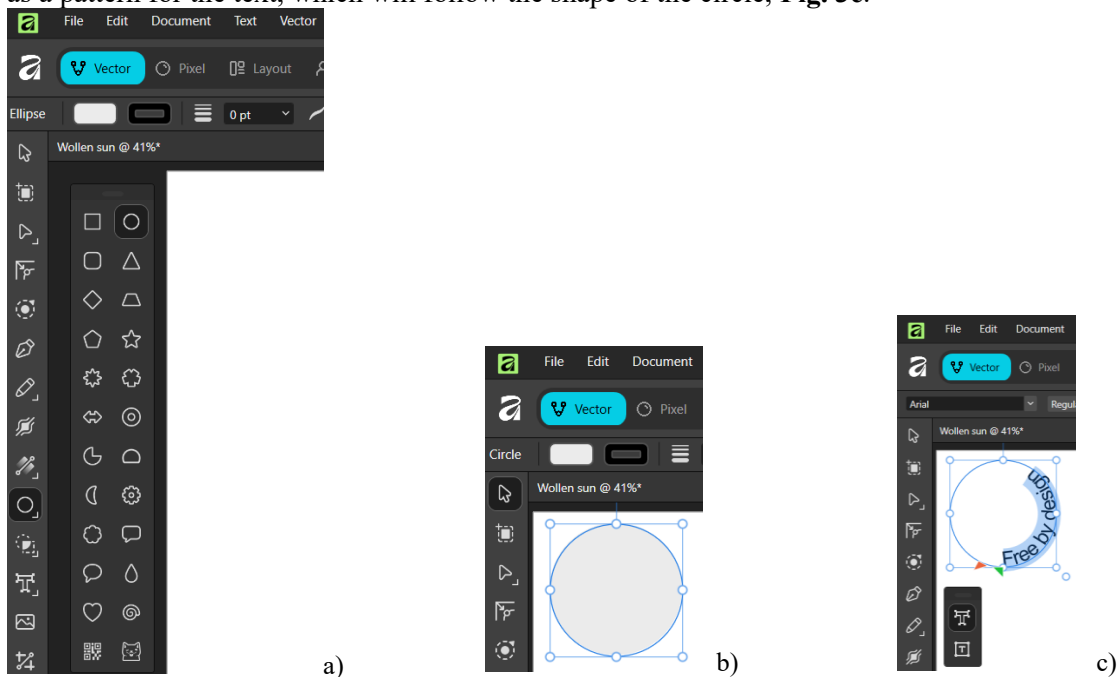 as a pattern for the text, which will follow the shape of the circle, Fig. 3c.
File Edit Document Text Vector
Vector Pixel Layout
Ellipse 0 pt
Wollen sun @ 41%*
a)
File Edit Document
Vector Pixel
Circle
Wollen sun @ 41%*
b)
File Edit Document
Vector Pixel
Arial Regul
Wollen sun @ 41%*
Free by design
c)